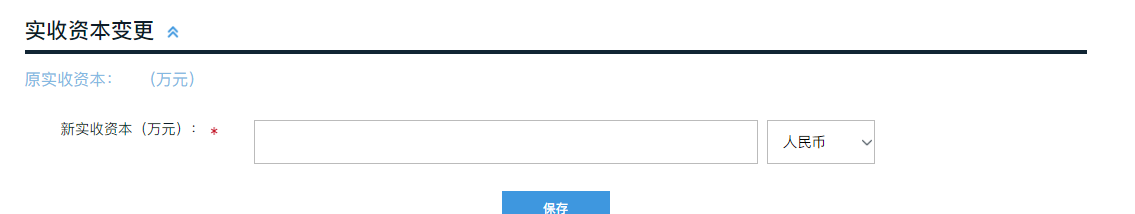 实收资本变更
原实收资本： （万元）
新实收资本（万元）： *
人民币
保存